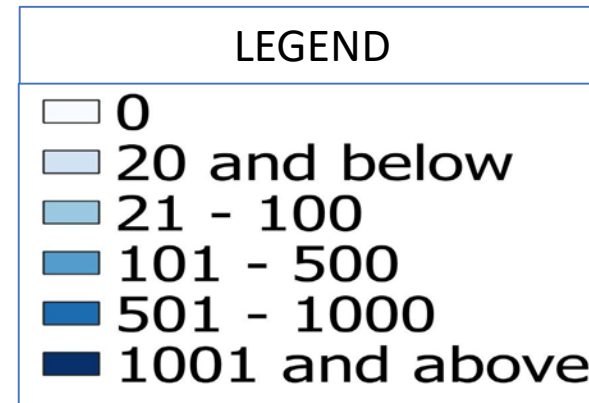 LEGEND
0
20 and below
21 - 100
101 - 500
501 - 1000
1001 and above